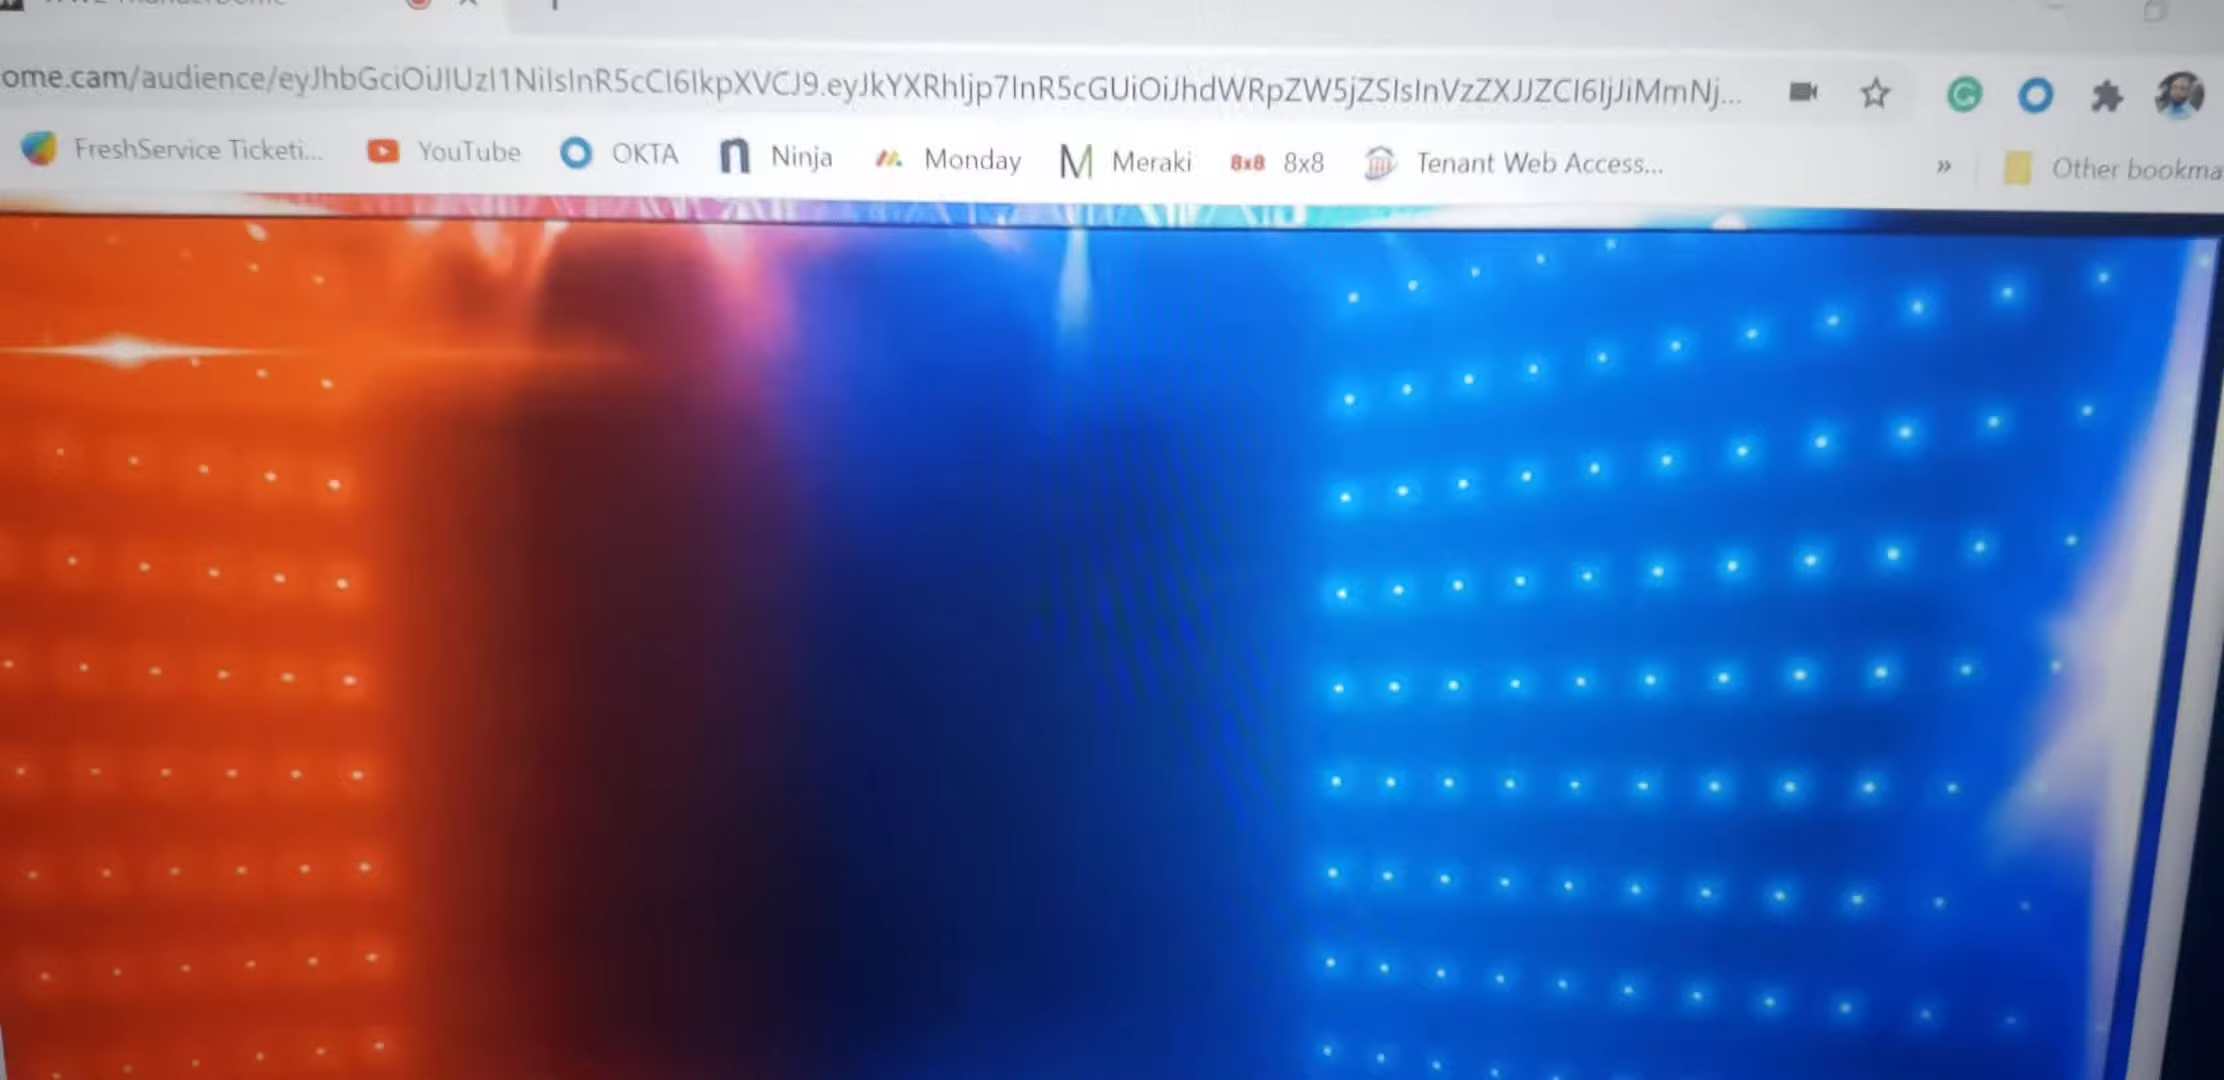 ome.cam/audience/eyJhbGciOiJIUzI1NiIsInR5cCI6IkpXVCJ9.eyJkYXRhIjp7InR5cGUiOiJhdWRpZW5jZSIsInVzZXJJZCI6IjJiMmNj...
FreshService Ticketi... YouTube OKTA Ninja Monday Meraki 8x8 8x8 Tenant Web Access... » Other bookma